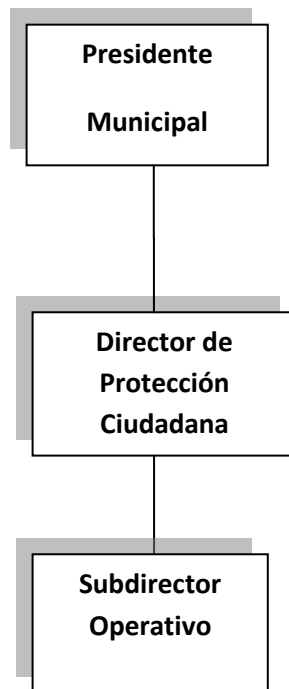 Presidente
Municipal
Director de
Protección
Ciudadana
Subdirector
Operativo